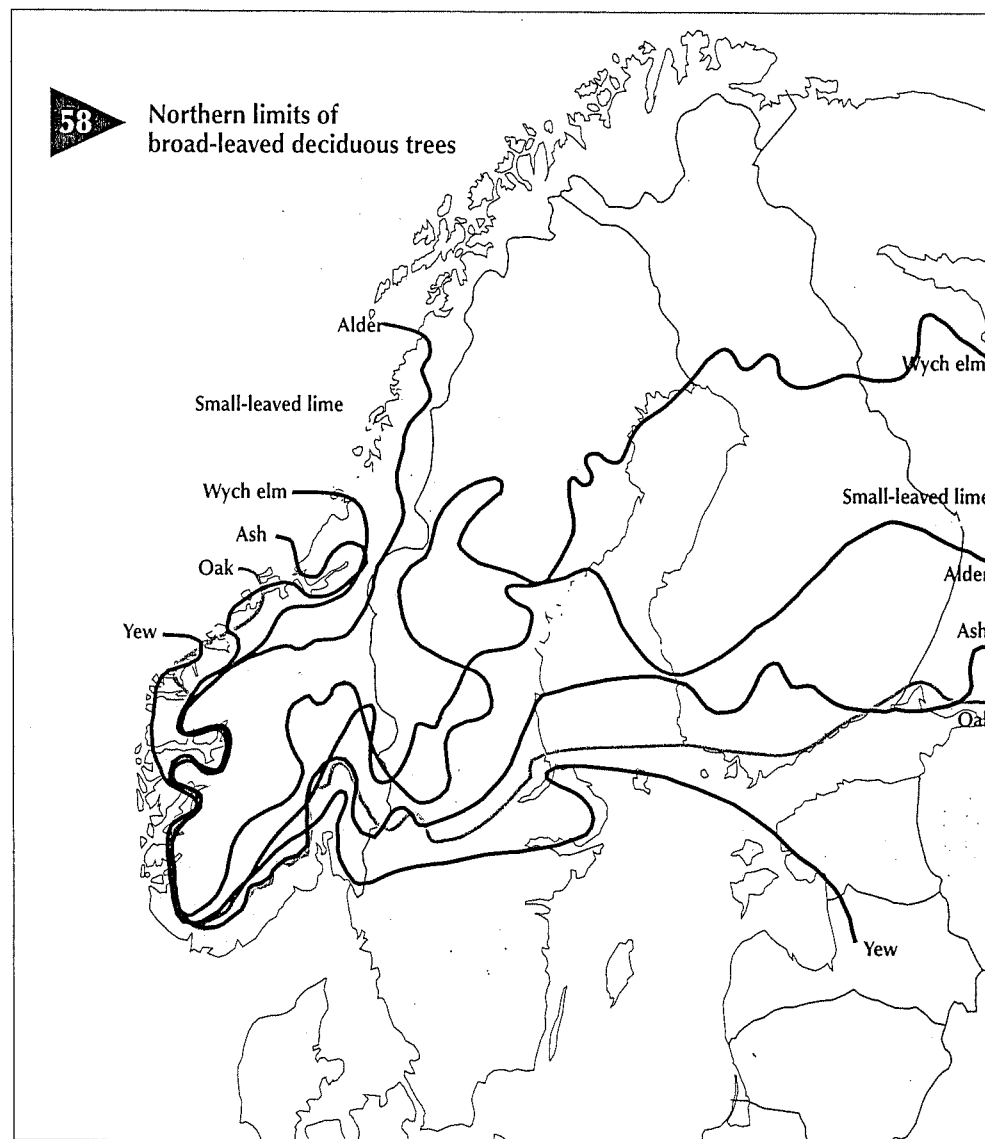 58
Northern limits of
broad-leaved deciduous trees
Alder
Wych elm
Small-leaved lime
Wych elm
Small-leaved lime
Ash
Oak
Alder
Yew
Ash
Oak
Yew